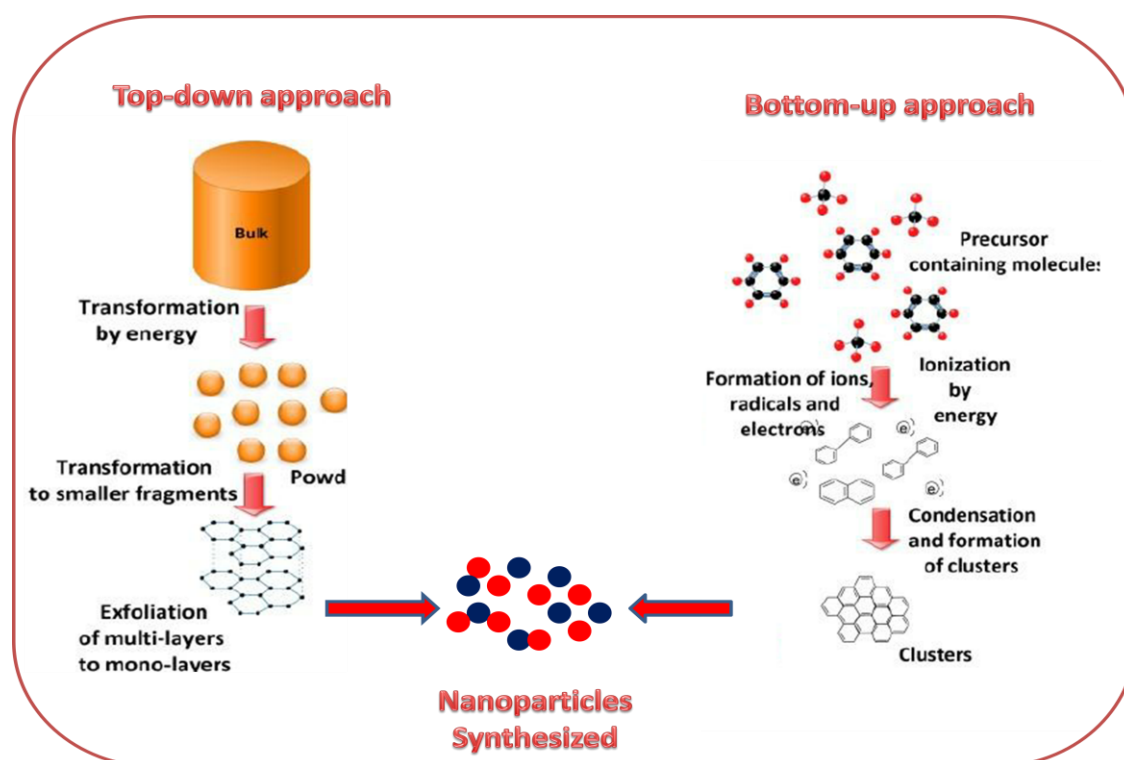 Top-down approach
Bulk
Transformation
by energy
Transformation
to smaller fragments
Powd
Exfoliation
of multi-layers
to mono-layers
Bottom-up approach
Precursor
containing molecules
Formation of ions,
radicals and
electrons
Ionization
by
energy
e
e
e
e
Condensation
and formation
of clusters
Clusters
Nanoparticles
Synthesized